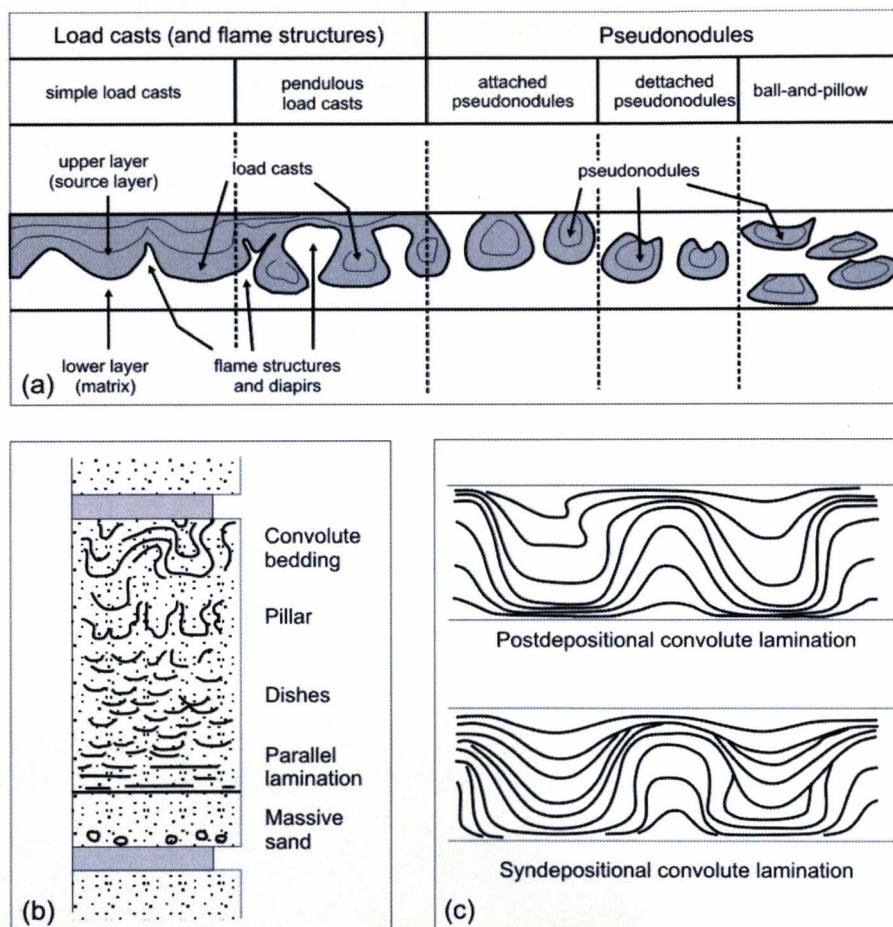 Load casts (and flame structures)
Pseudonodules
simple load casts
pendulous
load casts
attached
pseudonodules
dettached
pseudonodules
ball-and-pillow
upper layer
(source layer)
load casts
pseudonodules
lower layer
(matrix)
flame structures
and diapirs
(a)
Convolute
bedding
Pillar
Dishes
Parallel
lamination
Massive
sand
(b)
Postdepositional convolute lamination
Syndepositional convolute lamination
(c)